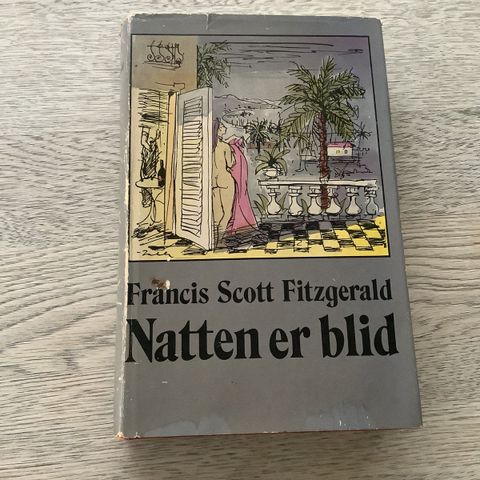 Francis Scott Fitzgerald
Natten er blid